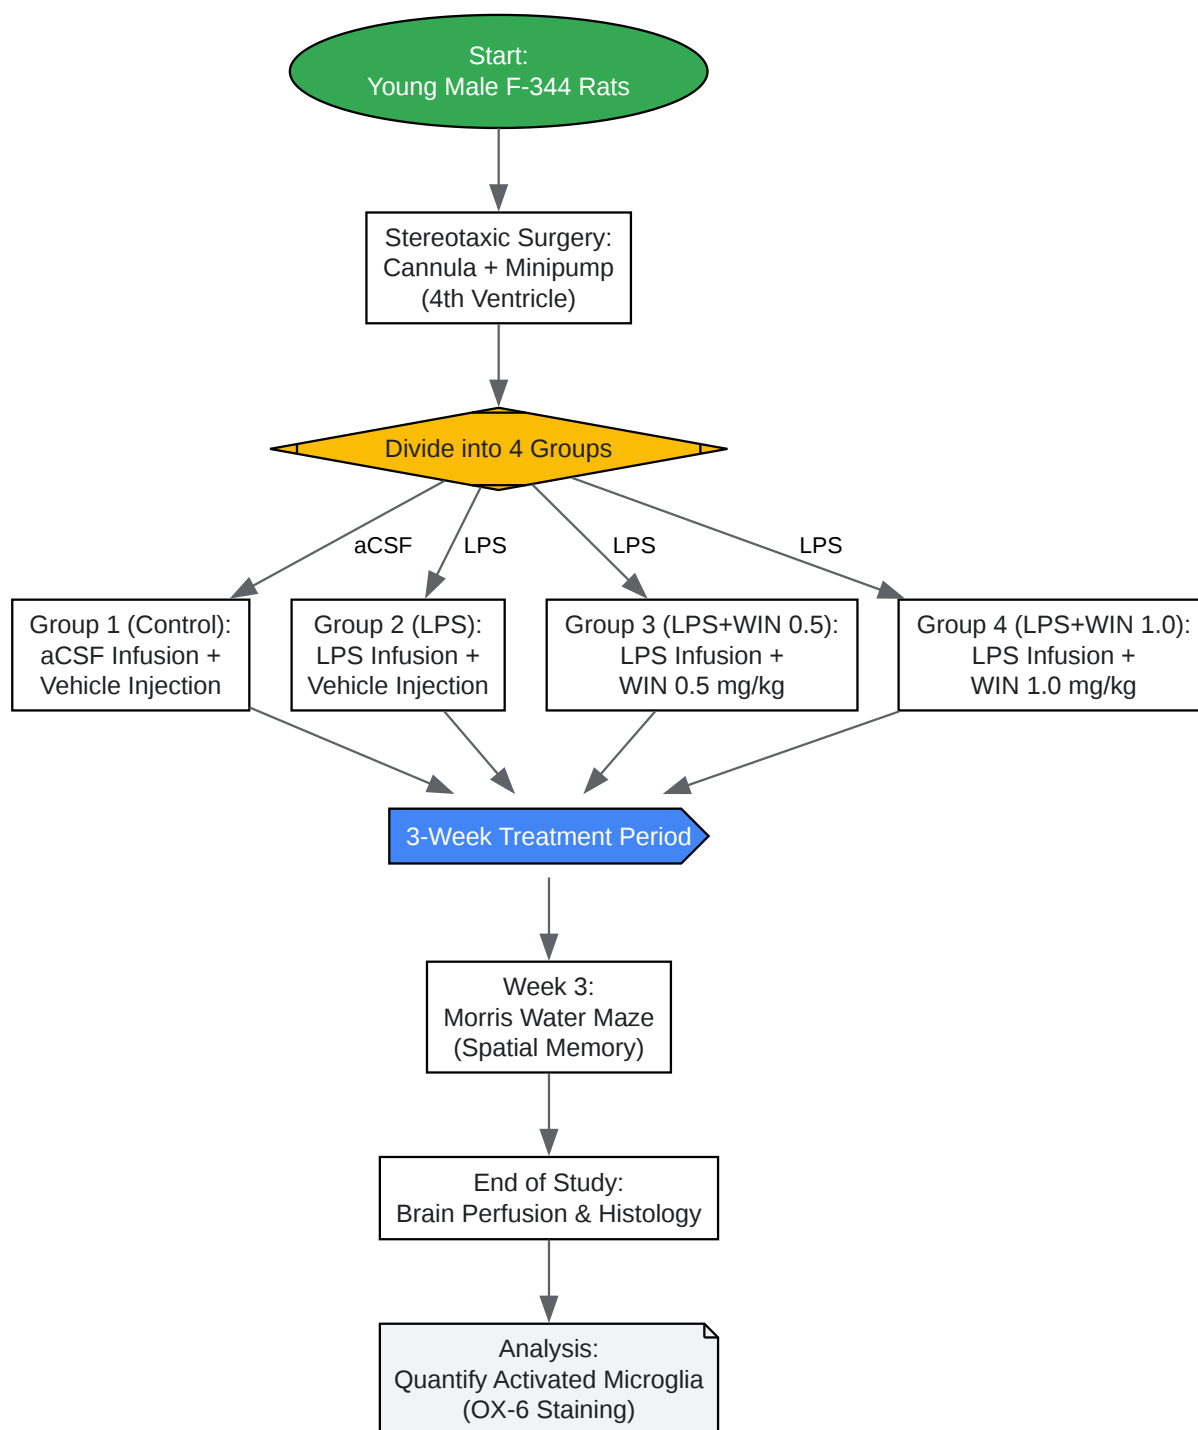 Start:
Young Male F-344 Rats
Stereotaxic Surgery:
Cannula + Minipump
(4th Ventricle)
Divide into 4 Groups
aCSF
LPS
LPS
LPS
Group 1 (Control):
aCSF Infusion +
Vehicle Injection
Group 2 (LPS):
LPS Infusion +
Vehicle Injection
Group 3 (LPS+WIN 0.5):
LPS Infusion +
WIN 0.5 mg/kg
Group 4 (LPS+WIN 1.0):
LPS Infusion +
WIN 1.0 mg/kg
3-Week Treatment Period
Week 3:
Morris Water Maze
(Spatial Memory)
End of Study:
Brain Perfusion & Histology
Analysis:
Quantify Activated Microglia
(OX-6 Staining)